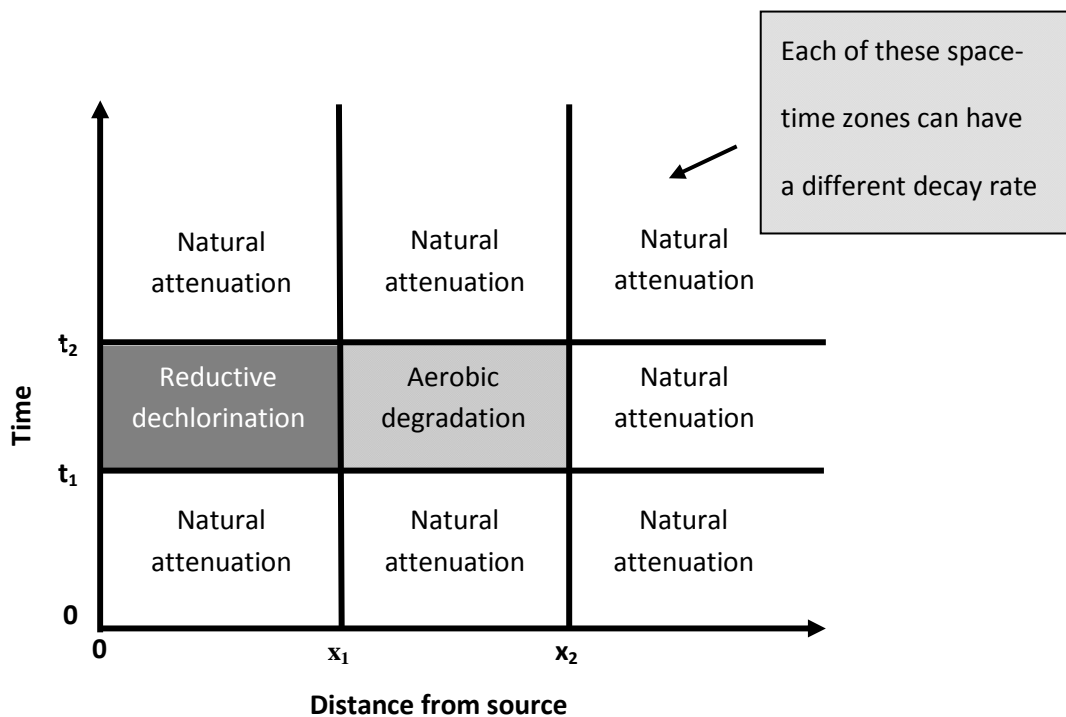 Each of these space-
time zones can have
a different decay rate
Natural
attenuation
Natural
attenuation
Natural
attenuation
t₂
Reductive
dechlorination
Aerobic
degradation
Natural
attenuation
Time
t₁
Natural
attenuation
Natural
attenuation
Natural
attenuation
0
0
x₁
x₂
Distance from source